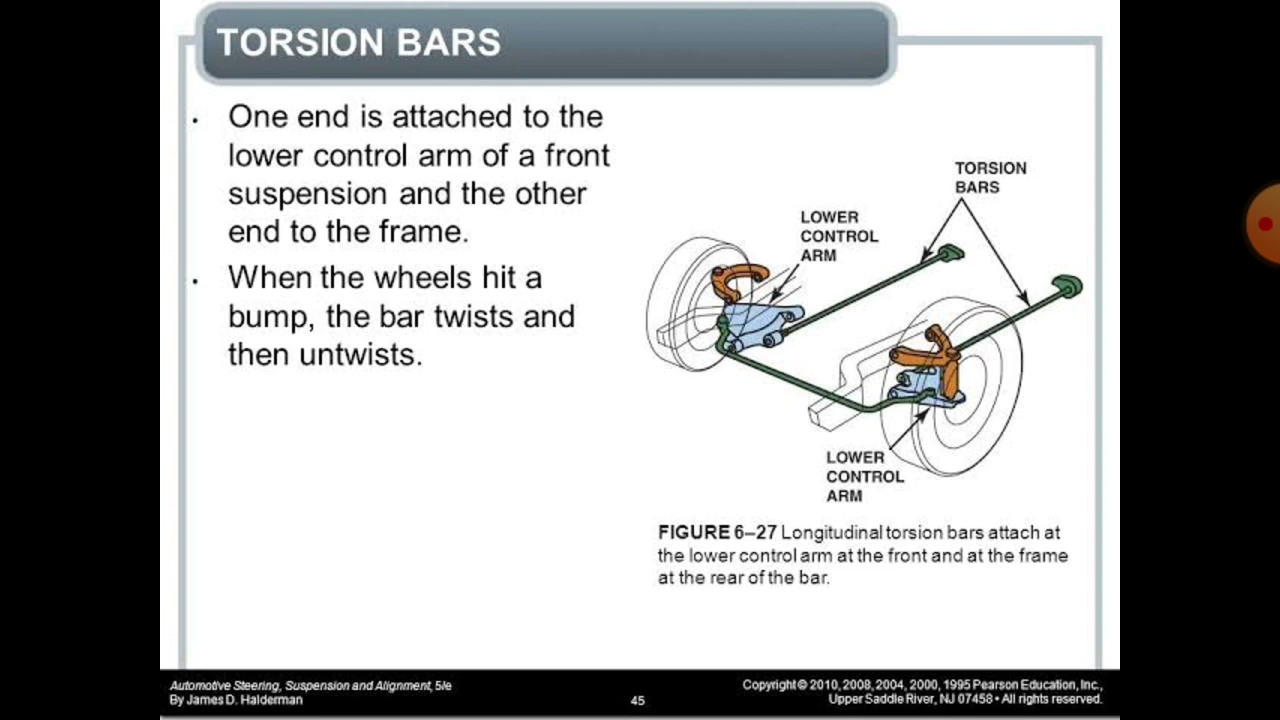 TORSION BARS
• One end is attached to the
lower control arm of a front
suspension and the other
end to the frame.
• When the wheels hit a
bump, the bar twists and
then untwists.
TORSION
BARS
LOWER
CONTROL
ARM
LOWER
CONTROL
ARM
FIGURE 6–27 Longitudinal torsion bars attach at
the lower control arm at the front and at the frame
at the rear of the bar.
Automotive Steering, Suspension and Alignment, 5/e
By James D. Halderman
45
Copyright © 2010, 2008, 2004, 2000, 1995 Pearson Education, Inc.,
Upper Saddle River, NJ 07458 • All rights reserved.